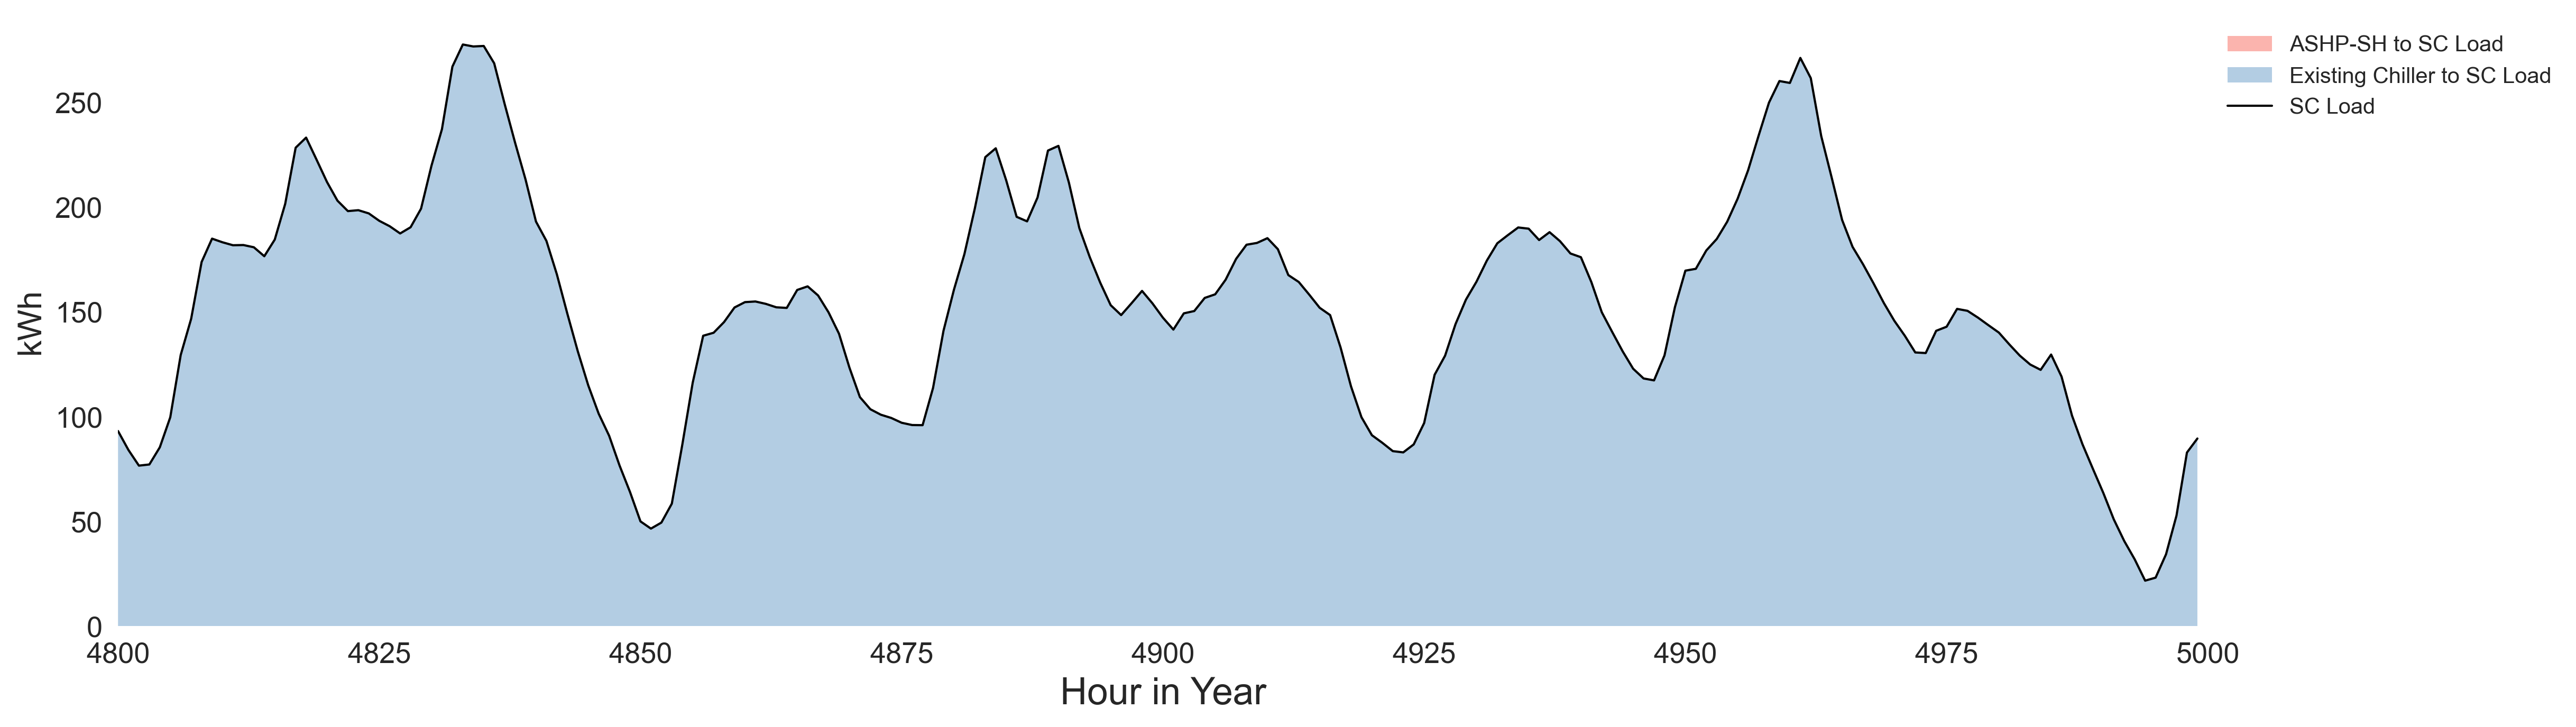 ASHP-SH to SC Load
Existing Chiller to SC Load
SC Load
kWh
250
200
150
100
50
0
4800 4825 4850 4875 4900 4925 4950 4975 5000
Hour in Year